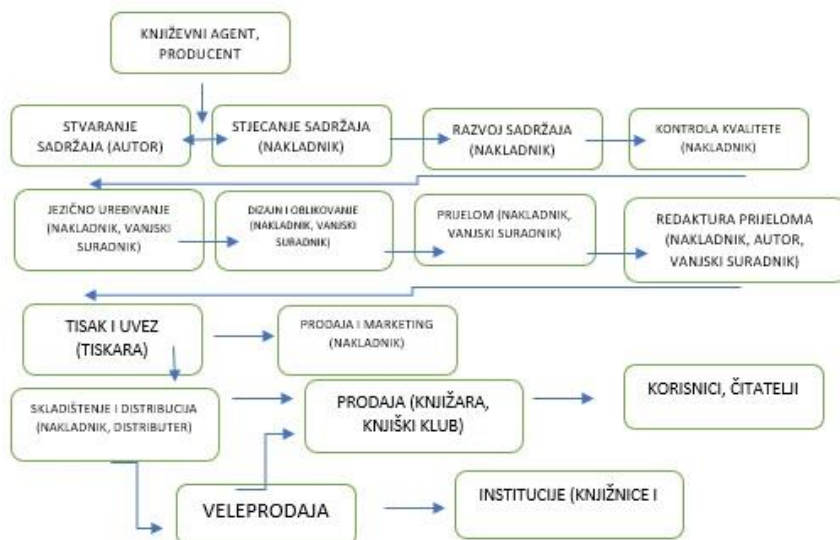 KNJIŽEVNI AGENT,
PRODUCENT
STVARANJE
SADRŽAJA (AUTOR)
STJECANJE SADRŽAJA
(NAKLADNIK)
RAZVOJ SADRŽAJA
(NAKLADNIK)
KONTROLA KVALITETE
(NAKLADNIK)
JEZIČNO UREĐIVANJE
(NAKLADNIK, VANJSKI
SURADNIK)
DIZAJN I OBLIKOVANJE
(NAKLADNIK, VANJSKI
SURADNIK)
PRIJELOM (NAKLADNIK,
VANJSKI SURADNIK)
REDAKTURA PRIJELOMA
(NAKLADNIK, AUTOR,
VANJSKI SURADNIK)
TISAK I UVEZ
(TISKARA)
PRODAJA I MARKETING
(NAKLADNIK)
SKLADIŠTENJE I DISTRIBUCIJA
(NAKLADNIK, DISTRIBUTER)
PRODAJA (KNJIŽARA,
KNJIŠKI KLUB)
KORISNICI, ČITATELJI
VELEPRODAJA
INSTITUCIJE (KNJIŽNICE I